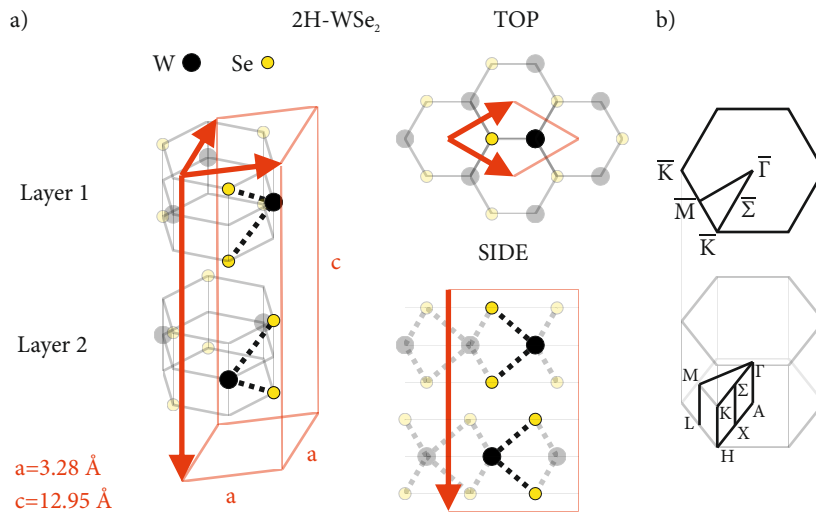 a)
2H-WSe₂
TOP
b)
W
Se
Layer 1
Layer 2
c
a
a
a=3.28 Å
c=12.95 Å
SIDE
K̅
Γ̅
M̅
Σ̅
K̅
M
Γ
Σ
K
A
L
X
H